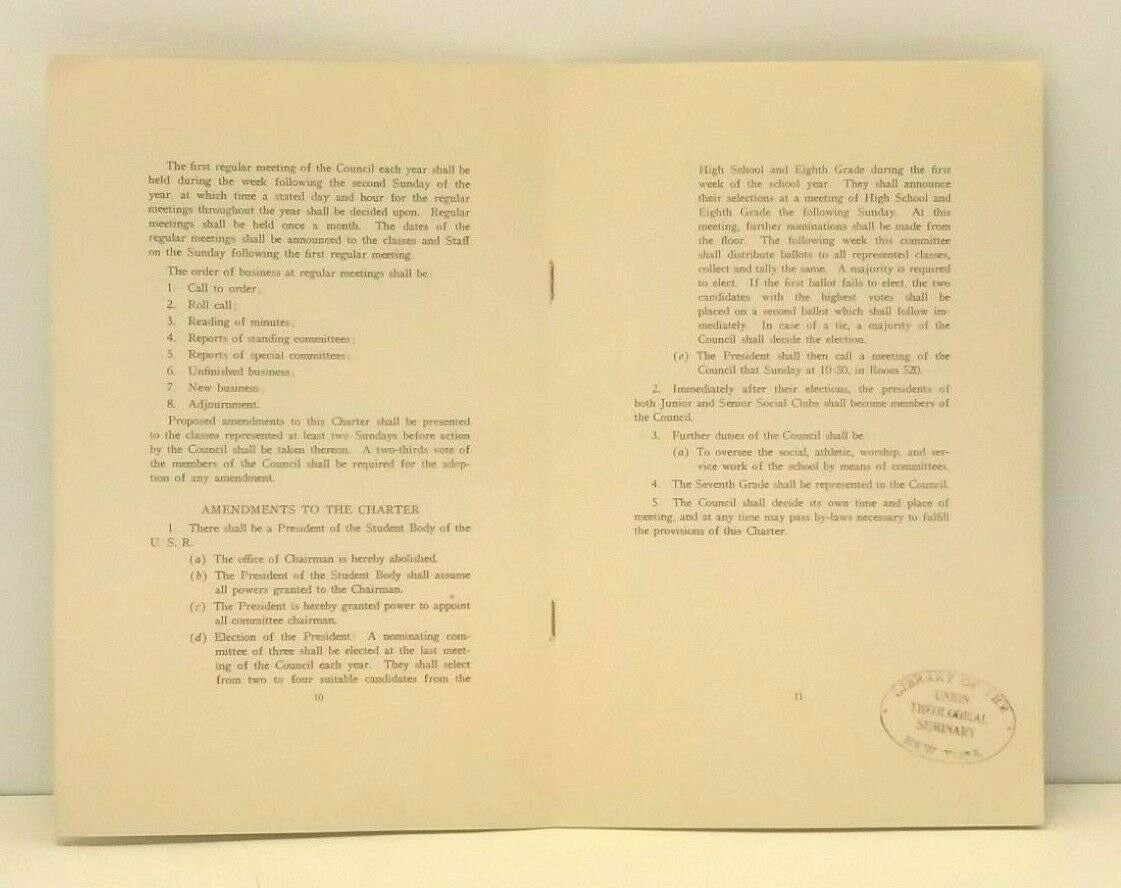 The first regular meeting of the Council each year shall be
held during the week following the second Sunday of the
year, at which time a stated day and hour for the regular
meetings throughout the year shall be decided upon. Regular
meetings shall be held once a month. The dates of the
regular meetings shall be announced to the classes and Staff
on the Sunday following the first regular meeting.
The order of business at regular meetings shall be:
1. Call to order;
2. Roll call;
3. Reading of minutes;
4. Reports of standing committees;
5. Reports of special committees;
6. Unfinished business;
7. New business;
8. Adjournment.
Proposed amendments to this Charter shall be presented
to the classes represented at least two Sundays before action
by the Council shall be taken thereon. A two-thirds vote of
the members of the Council shall be required for the adop-
tion of any amendment.
AMENDMENTS TO THE CHARTER
1. There shall be a President of the Student Body of the
U. S. R.
(a) The office of Chairman is hereby abolished.
(b) The President of the Student Body shall assume
all powers granted to the Chairman.
(c) The President is hereby granted power to appoint
all committee chairman.
(d) Election of the President: A nominating com-
mittee of three shall be elected at the last meet-
ing of the Council each year. They shall select
from two to four suitable candidates from the
10
High School and Eighth Grade during the first
week of the school year. They shall announce
their selections at a meeting of High School and
Eighth Grade the following Sunday. At this
meeting, further nominations shall be made from
the floor. The following week this committee
shall distribute ballots to all represented classes,
collect and tally the same. A majority is required
to elect. If the first ballot fails to elect, the two
candidates with the highest votes shall be
placed on a second ballot which shall follow im-
mediately. In case of a tie, a majority of the
Council shall decide the election.
(e) The President shall then call a meeting of the
Council that Sunday at 10:30, in Room 520.
2. Immediately after their elections, the presidents of
both Junior and Senior Social Clubs shall become members of
the Council.
3. Further duties of the Council shall be:
(a) To oversee the social, athletic, worship, and ser-
vice work of the school by means of committees.
4. The Seventh Grade shall be represented in the Council.
5. The Council shall decide its own time and place of
meeting, and at any time may pass by-laws necessary to fulfill
the provisions of this Charter.
11
LIBRARY OF THE
UNION
THEOLOGICAL
SEMINARY
NEW YORK